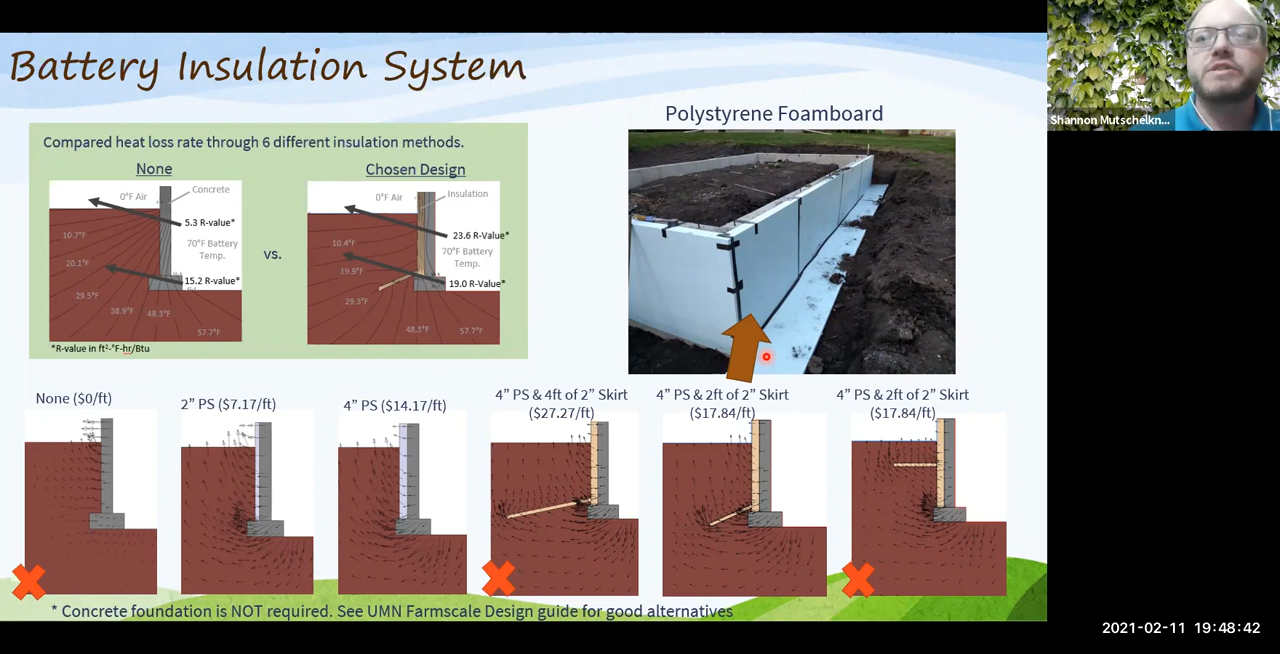 Battery Insulation System
Compared heat loss rate through 6 different insulation methods.
None
0°F Air
Concrete
5.3 R-value*
10.7°F
70°F Battery
Temp.
20.1°F
15.2 R-value*
29.5°F
38.9°F
48.3°F
57.7°F
*R-value in ft²-°F-hr/Btu
vs.
Chosen Design
0°F Air
Insulation
23.6 R-Value*
10.4°F
70°F Battery
Temp.
19.9°F
19.0 R-Value*
29.3°F
48.3°F
57.7°F
Polystyrene Foamboard
Shannon Mutschelkn...
None ($0/ft)
2” PS ($7.17/ft)
4” PS ($14.17/ft)
4” PS & 4ft of 2” Skirt
($27.27/ft)
4” PS & 2ft of 2” Skirt
($17.84/ft)
4” PS & 2ft of 2” Skirt
($17.84/ft)
* Concrete foundation is NOT required. See UMN Farmscale Design guide for good alternatives
2021-02-11 19:48:42